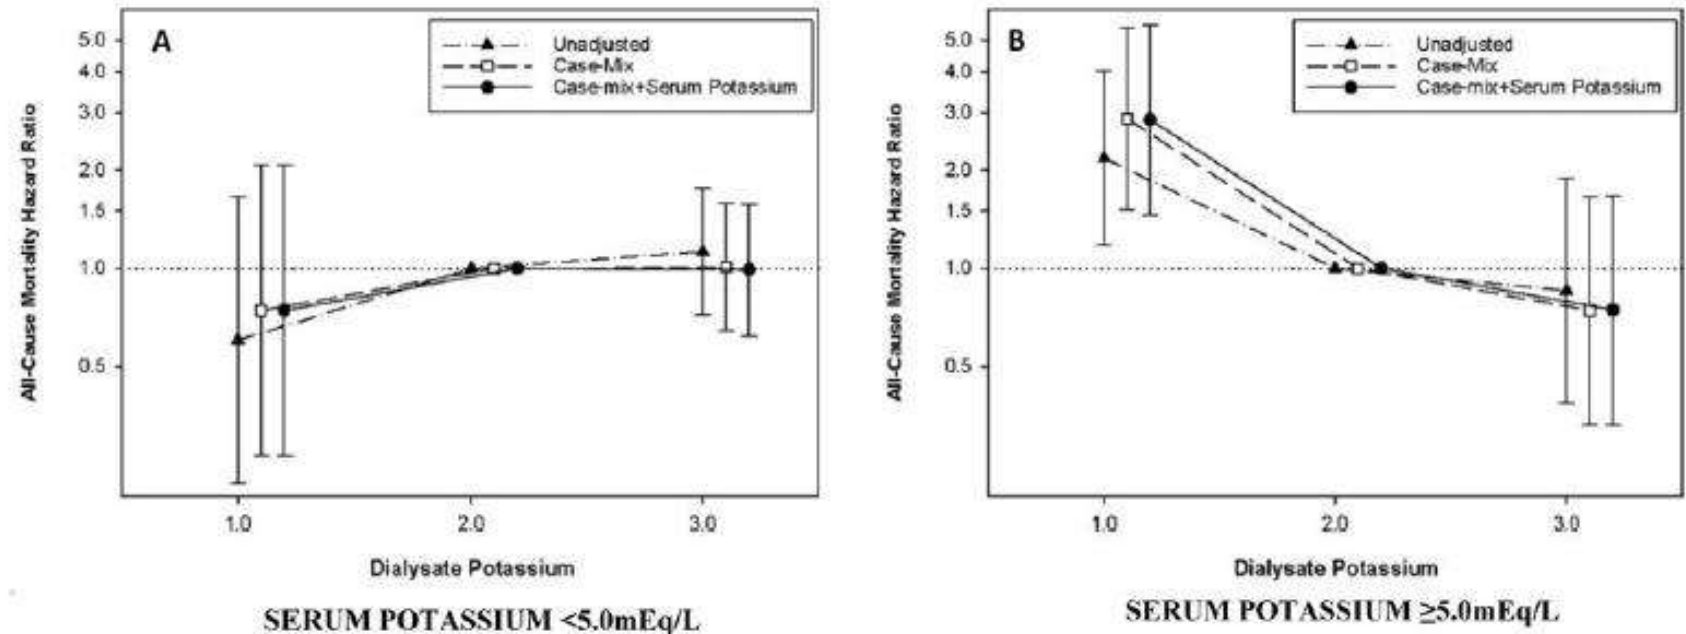 A
Unadjusted
Case-Mix
Case-mix+Serum Potassium
All-Cause Mortality Hazard Ratio
5.0
4.0
3.0
2.0
1.5
1.0
0.5
1.0 2.0 3.0
Dialysate Potassium
SERUM POTASSIUM <5.0mEq/L
B
Unadjusted
Case-Mix
Case-mix+Serum Potassium
All-Cause Mortality Hazard Ratio
5.0
4.0
3.0
2.0
1.5
1.0
0.5
1.0 2.0 3.0
Dialysate Potassium
SERUM POTASSIUM ≥5.0mEq/L